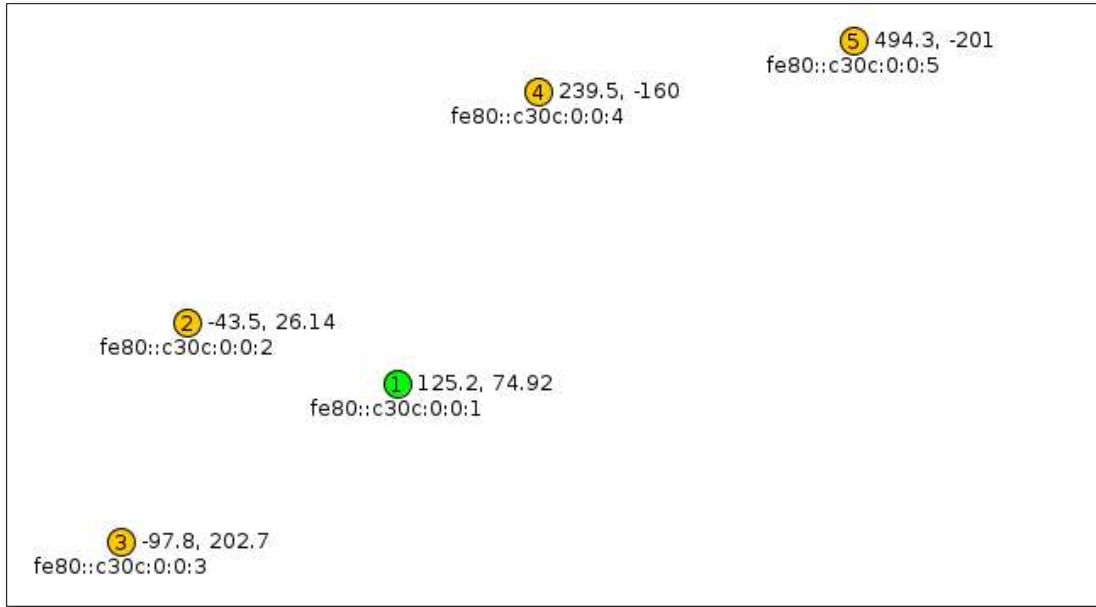 5 494.3, -201
fe80::c30c:0:0:5
4 239.5, -160
fe80::c30c:0:0:4
2 -43.5, 26.14
fe80::c30c:0:0:2
1 125.2, 74.92
fe80::c30c:0:0:1
3 -97.8, 202.7
fe80::c30c:0:0:3